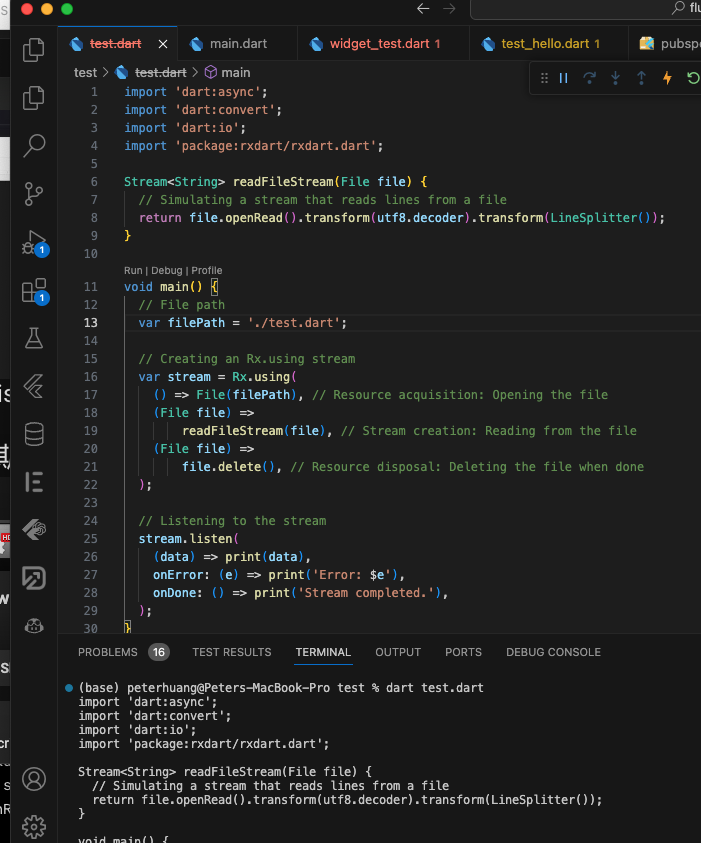 flu
test.dart
main.dart
widget_test.dart 1
test_hello.dart 1
pubspe
test > test.dart > main
1 import 'dart:async';
2 import 'dart:convert';
3 import 'dart:io';
4 import 'package:rxdart/rxdart.dart';
5
6 Stream<String> readFileStream(File file) {
7 // Simulating a stream that reads lines from a file
8 return file.openRead().transform(utf8.decoder).transform(LineSplitter());
9 }
10
Run | Debug | Profile
11 void main() {
12 // File path
13 var filePath = './test.dart';
14
15 // Creating an Rx.using stream
16 var stream = Rx.using(
17 () => File(filePath), // Resource acquisition: Opening the file
18 (File file) =>
19 readFileStream(file), // Stream creation: Reading from the file
20 (File file) =>
21 file.delete(), // Resource disposal: Deleting the file when done
22 );
23
24 // Listening to the stream
25 stream.listen(
26 (data) => print(data),
27 onError: (e) => print('Error: $e'),
28 onDone: () => print('Stream completed.'),
29 );
30 }
1
1
PROBLEMS 16 TEST RESULTS TERMINAL OUTPUT PORTS DEBUG CONSOLE
(base) peterhuang@Peters-MacBook-Pro test % dart test.dart
import 'dart:async';
import 'dart:convert';
import 'dart:io';
import 'package:rxdart/rxdart.dart';
Stream<String> readFileStream(File file) {
// Simulating a stream that reads lines from a file
return file.openRead().transform(utf8.decoder).transform(LineSplitter());
}
void main() {